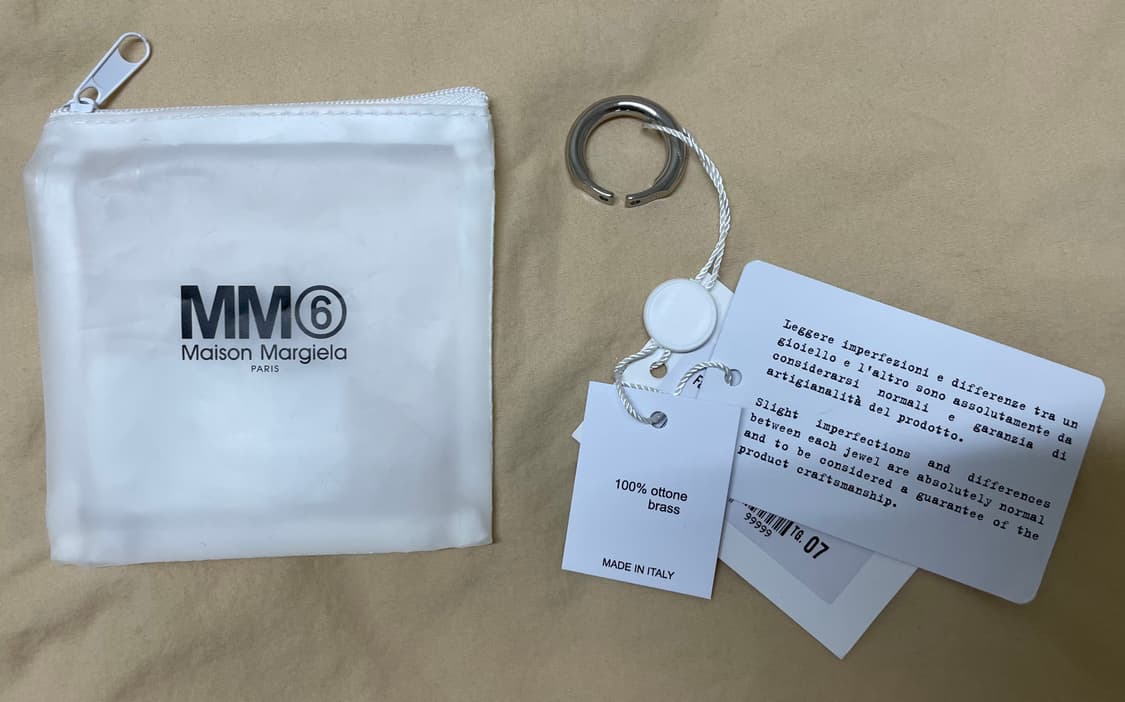 MM⑥
Maison Margiela
PARIS
Leggere imperfezioni e differenze tra un
gioiello e l'altro sono assolutamente da
considerarsi normali e garanzia di
artigianalità del prodotto.
Slight imperfections and differences
between each jewel are absolutely normal
and to be considered a guarantee of the
product craftsmanship.
100% ottone
brass
MADE IN ITALY
99999
TG. 07